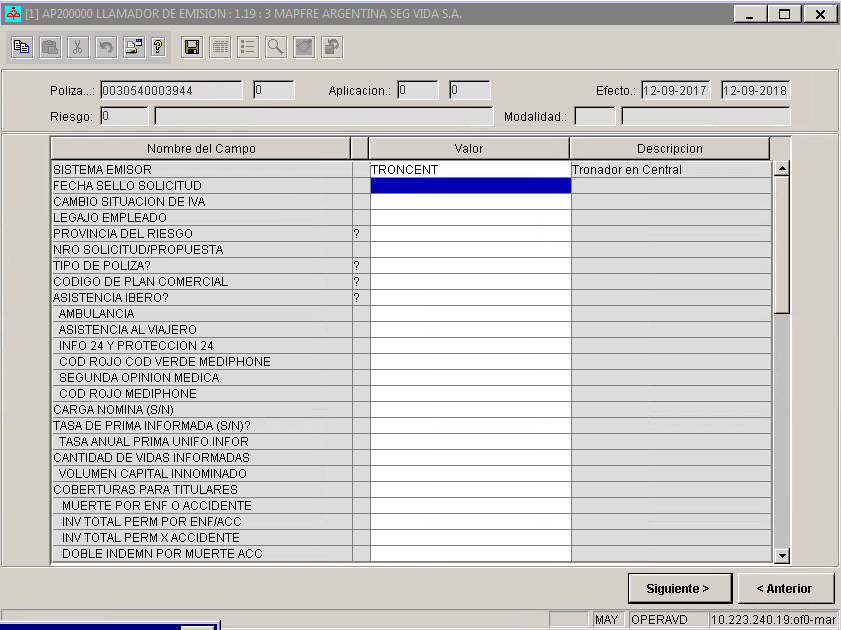 [1] AP200000 LLAMADOR DE EMISION : 1.19 : 3 MAPFRE ARGENTINA SEG VIDA S.A.
Poliza...: 0030540003944 0 Aplicacion.: 0 0 Efecto.: 12-09-2017 12-09-2018
Riesgo: 0 Modalidad.:
Nombre del Campo Valor Descripcion
SISTEMA EMISOR TRONCENT Tronador en Central
FECHA SELLO SOLICITUD
CAMBIO SITUACION DE IVA
LEGAJO EMPLEADO
PROVINCIA DEL RIESGO ?
NRO SOLICITUD/PROPUESTA
TIPO DE POLIZA? ?
CODIGO DE PLAN COMERCIAL ?
ASISTENCIA IBERO? ?
AMBULANCIA
ASISTENCIA AL VIAJERO
INFO 24 Y PROTECCION 24
COD ROJO COD VERDE MEDIPHONE
SEGUNDA OPINION MEDICA
COD ROJO MEDIPHONE
CARGA NOMINA (S/N)
TASA DE PRIMA INFORMADA (S/N)?
TASA ANUAL PRIMA UNIFO.INFOR
CANTIDAD DE VIDAS INFORMADAS
VOLUMEN CAPITAL INNOMINADO
COBERTURAS PARA TITULARES
MUERTE POR ENF O ACCIDENTE
INV TOTAL PERM POR ENF/ACC
INV TOTAL PERM X ACCIDENTE
DOBLE INDEMN POR MUERTE ACC
Siguiente > < Anterior
MAY OPERAVD 10.223.240.19:of0-mar